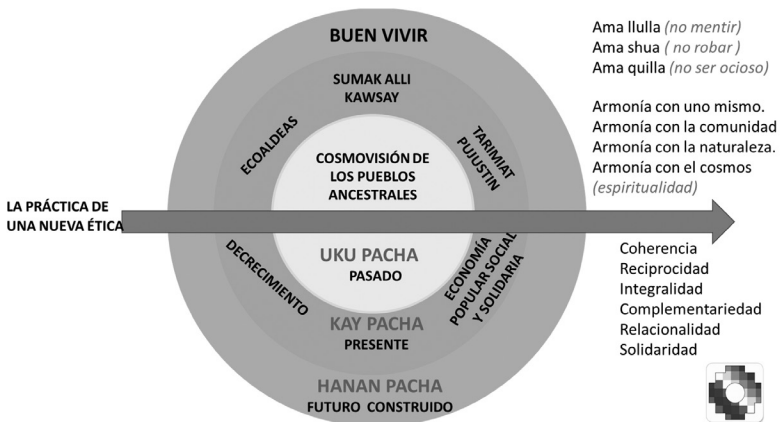 BUEN VIVIR
SUMAK ALLI
KAWSAY
ECOALDEAS
TARIMIAT
PUJUSTIN
COSMOVISIÓN DE
LOS PUEBLOS
ANCESTRALES
LA PRÁCTICA DE
UNA NUEVA ÉTICA
UKU PACHA
PASADO
DECRECIMIENTO
ECONOMÍA
POPULAR SOCIAL
Y SOLIDARIA
KAY PACHA
PRESENTE
HANAN PACHA
FUTURO CONSTRUIDO
Ama llulla (no mentir)
Ama shua ( no robar )
Ama quilla (no ser ocioso)
Armonía con uno mismo.
Armonía con la comunidad
Armonía con la naturaleza.
Armonía con el cosmos
(espiritualidad)
Coherencia
Reciprocidad
Integralidad
Complementariedad
Relacionalidad
Solidaridad